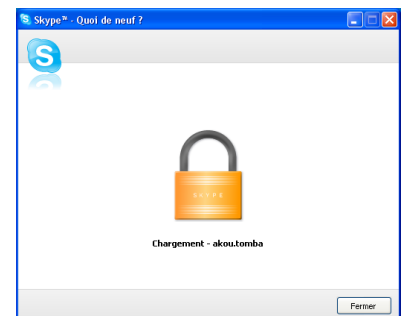 Skype™ - Quoi de neuf ?
S
SKYPE
Chargement - akou.tomba
Fermer